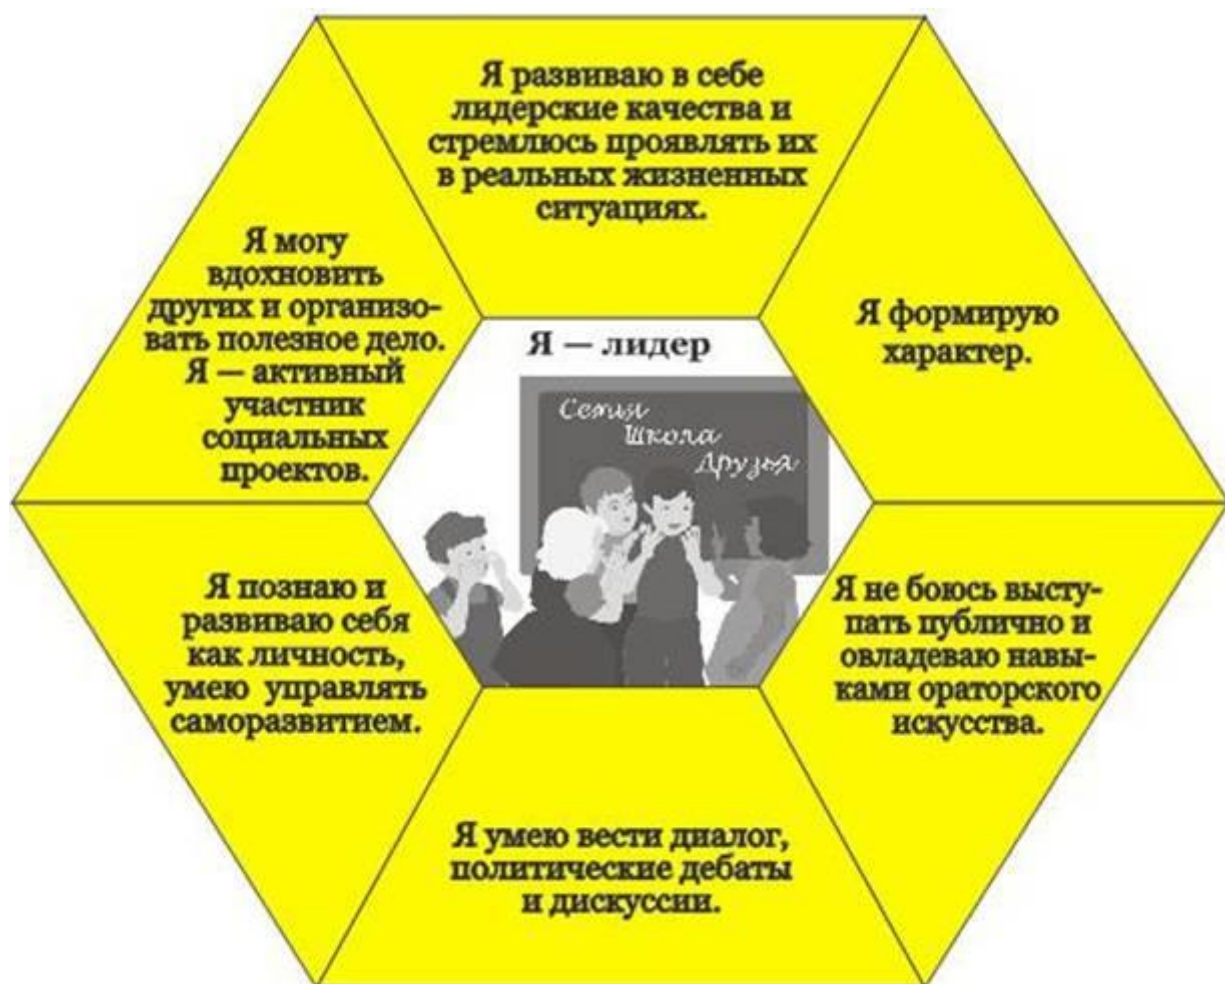 Я развиваю в себе
лидерские качества и
стремлюсь проявлять их
в реальных жизненных
ситуациях.
Я могу
вдохновить
других и организо-
вать полезное дело.
Я — активный
участник
социальных
проектов.
Я формирую
характер.
Я — лидер
Семья
Школа
Друзья
Я познаю и
развиваю себя
как личность,
умею управлять
саморазвитием.
Я не боюсь высту-
пать публично и
овладеваю навы-
ками ораторского
искусства.
Я умею вести диалог,
политические дебаты
и дискуссии.